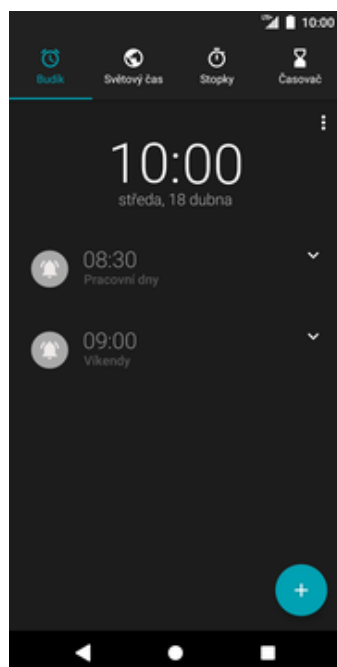 10:00
Budík
Světový čas
Stopky
Časovač
10:00
středa, 18 dubna
08:30
Pracovní dny
09:00
Víkendy